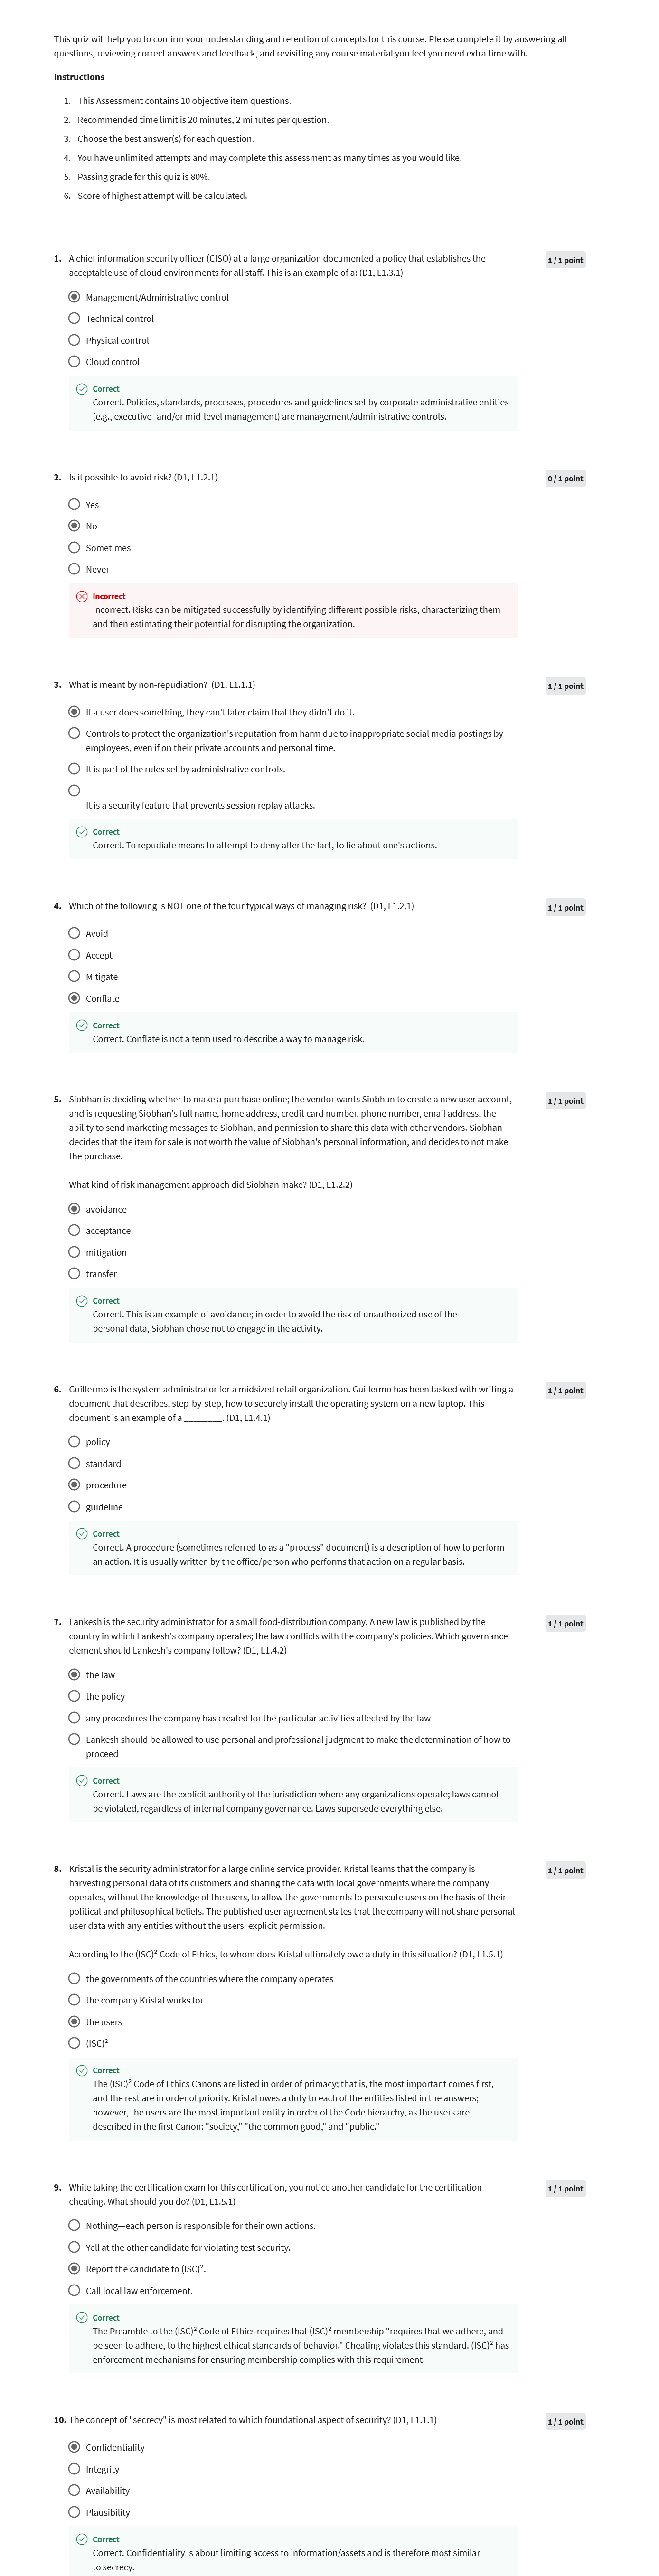 This quiz will help you to confirm your understanding and retention of concepts for this course. Please complete it by answering all
questions, reviewing correct answers and feedback, and revisiting any course material you feel you need extra time with.
Instructions
1. This Assessment contains 10 objective item questions.
2. Recommended time limit is 20 minutes, 2 minutes per question.
3. Choose the best answer(s) for each question.
4. You have unlimited attempts and may complete this assessment as many times as you would like.
5. Passing grade for this quiz is 80%.
6. Score of highest attempt will be calculated.
1. A chief information security officer (CISO) at a large organization documented a policy that establishes the
acceptable use of cloud environments for all staff. This is an example of a: (D1, L1.3.1)
1 / 1 point
Management/Administrative control
Technical control
Physical control
Cloud control
Correct
Correct. Policies, standards, processes, procedures and guidelines set by corporate administrative entities
(e.g., executive- and/or mid-level management) are management/administrative controls.
2. Is it possible to avoid risk? (D1, L1.2.1)
0 / 1 point
Yes
No
Sometimes
Never
Incorrect
Incorrect. Risks can be mitigated successfully by identifying different possible risks, characterizing them
and then estimating their potential for disrupting the organization.
3. What is meant by non-repudiation? (D1, L1.1.1)
1 / 1 point
If a user does something, they can't later claim that they didn't do it.
Controls to protect the organization's reputation from harm due to inappropriate social media postings by
employees, even if on their private accounts and personal time.
It is part of the rules set by administrative controls.
It is a security feature that prevents session replay attacks.
Correct
Correct. To repudiate means to attempt to deny after the fact, to lie about one's actions.
4. Which of the following is NOT one of the four typical ways of managing risk? (D1, L1.2.1)
1 / 1 point
Avoid
Accept
Mitigate
Conflate
Correct
Correct. Conflate is not a term used to describe a way to manage risk.
5. Siobhan is deciding whether to make a purchase online; the vendor wants Siobhan to create a new user account,
and is requesting Siobhan's full name, home address, credit card number, phone number, email address, the
ability to send marketing messages to Siobhan, and permission to share this data with other vendors. Siobhan
decides that the item for sale is not worth the value of Siobhan's personal information, and decides to not make
the purchase.
1 / 1 point
What kind of risk management approach did Siobhan make? (D1, L1.2.2)
avoidance
acceptance
mitigation
transfer
Correct
Correct. This is an example of avoidance; in order to avoid the risk of unauthorized use of the
personal data, Siobhan chose not to engage in the activity.
6. Guillermo is the system administrator for a midsized retail organization. Guillermo has been tasked with writing a
document that describes, step-by-step, how to securely install the operating system on a new laptop. This
document is an example of a ________. (D1, L1.4.1)
1 / 1 point
policy
standard
procedure
guideline
Correct
Correct. A procedure (sometimes referred to as a "process" document) is a description of how to perform
an action. It is usually written by the office/person who performs that action on a regular basis.
7. Lankesh is the security administrator for a small food-distribution company. A new law is published by the
country in which Lankesh's company operates; the law conflicts with the company's policies. Which governance
element should Lankesh's company follow? (D1, L1.4.2)
1 / 1 point
the law
the policy
any procedures the company has created for the particular activities affected by the law
Lankesh should be allowed to use personal and professional judgment to make the determination of how to
proceed
Correct
Correct. Laws are the explicit authority of the jurisdiction where any organizations operate; laws cannot
be violated, regardless of internal company governance. Laws supersede everything else.
8. Kristal is the security administrator for a large online service provider. Kristal learns that the company is
harvesting personal data of its customers and sharing the data with local governments where the company
operates, without the knowledge of the users, to allow the governments to persecute users on the basis of their
political and philosophical beliefs. The published user agreement states that the company will not share personal
user data with any entities without the users' explicit permission.
1 / 1 point
According to the (ISC)² Code of Ethics, to whom does Kristal ultimately owe a duty in this situation? (D1, L1.5.1)
the governments of the countries where the company operates
the company Kristal works for
the users
(ISC)²
Correct
The (ISC)² Code of Ethics Canons are listed in order of primacy; that is, the most important comes first,
and the rest are in order of priority. Kristal owes a duty to each of the entities listed in the answers;
however, the users are the most important entity in order of the Code hierarchy, as the users are
described in the first Canon: "society," "the common good," and "public."
9. While taking the certification exam for this certification, you notice another candidate for the certification
cheating. What should you do? (D1, L1.5.1)
1 / 1 point
Nothing—each person is responsible for their own actions.
Yell at the other candidate for violating test security.
Report the candidate to (ISC)².
Call local law enforcement.
Correct
The Preamble to the (ISC)² Code of Ethics requires that (ISC)² membership "requires that we adhere, and
be seen to adhere, to the highest ethical standards of behavior." Cheating violates this standard. (ISC)² has
enforcement mechanisms for ensuring membership complies with this requirement.
10. The concept of "secrecy" is most related to which foundational aspect of security? (D1, L1.1.1)
1 / 1 point
Confidentiality
Integrity
Availability
Plausibility
Correct
Correct. Confidentiality is about limiting access to information/assets and is therefore most similar
to secrecy.